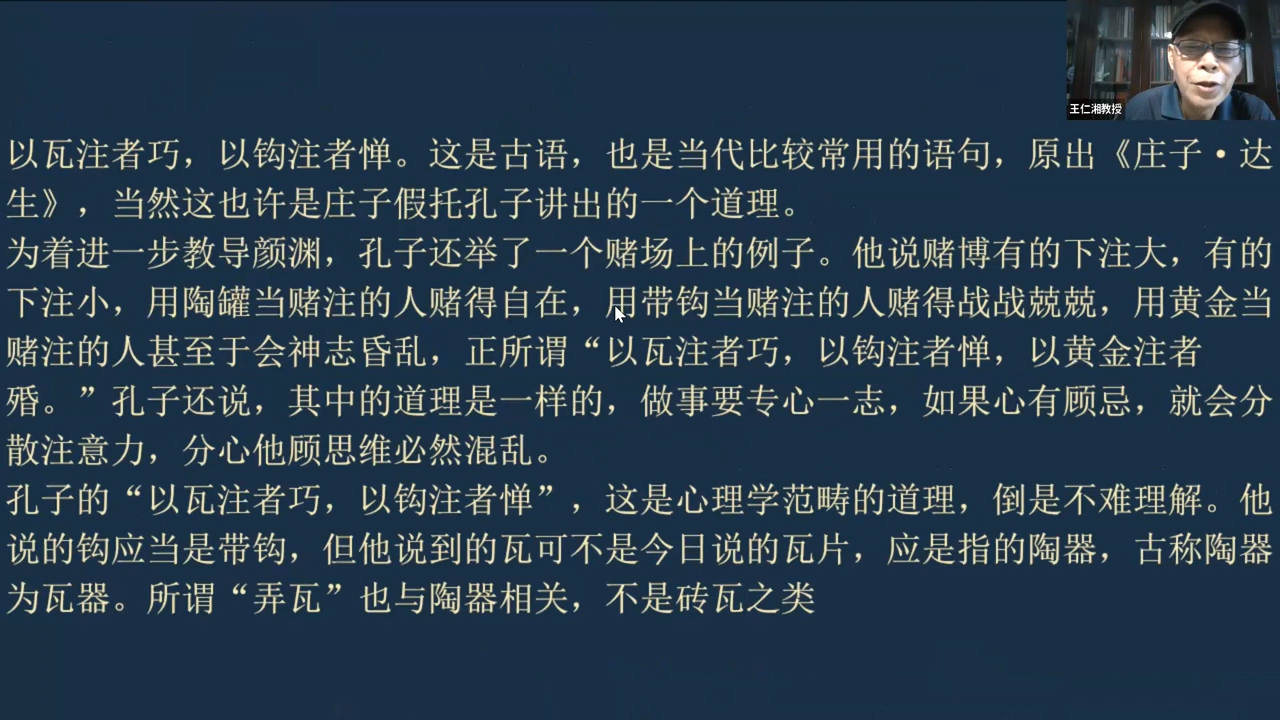 王仁湘教授
以瓦注者巧，以钩注者惮。这是古语，也是当代比较常用的语句，原出《庄子·达
生》，当然这也许是庄子假托孔子讲出的一个道理。
为着进一步教导颜渊，孔子还举了一个赌场上的例子。他说赌博有的下注大，有的
下注小，用陶罐当赌注的人赌得自在，用带钩当赌注的人赌得战战兢兢，用黄金当
赌注的人甚至于会神志昏乱，正所谓“以瓦注者巧，以钩注者惮，以黄金注者
殙。”孔子还说，其中的道理是一样的，做事要专心一志，如果心有顾忌，就会分
散注意力，分心他顾思维必然混乱。
孔子的“以瓦注者巧，以钩注者惮”，这是心理学范畴的道理，倒是不难理解。他
说的钩应当是带钩，但他说到的瓦可不是今日说的瓦片，应是指的陶器，古称陶器
为瓦器。所谓“弄瓦”也与陶器相关，不是砖瓦之类